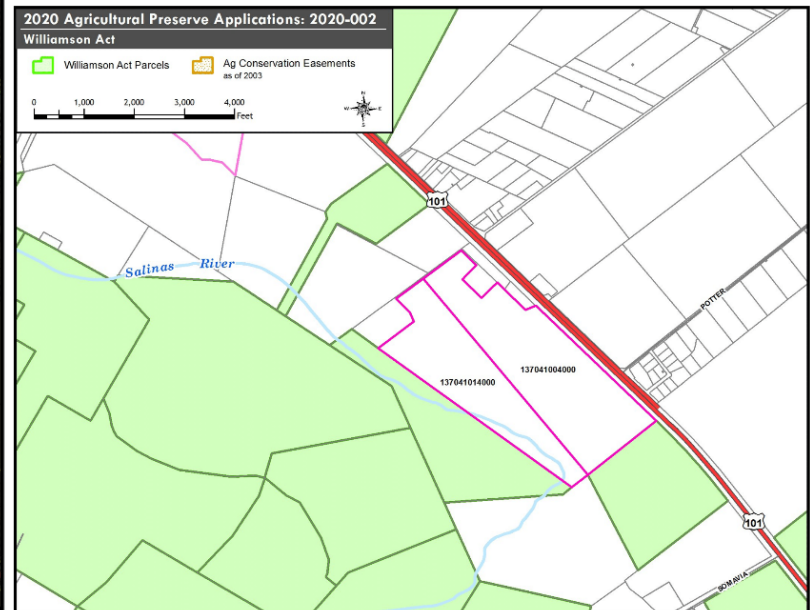 2020 Agricultural Preserve Applications: 2020-002
Williamson Act
Williamson Act Parcels
Ag Conservation Easements
as of 2003
0 1,000 2,000 3,000 4,000
Feet
N
W E
S
101
Salinas River
POTTER
137041004000
137041014000
101
SOMAVIA